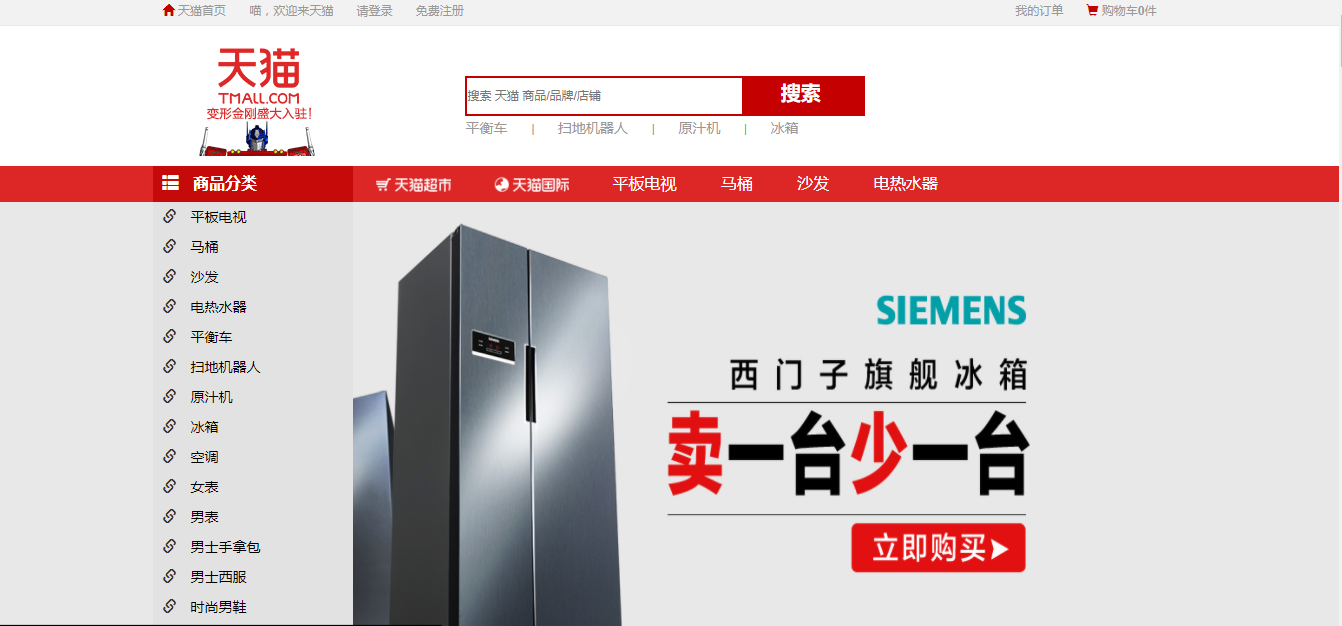 天猫首页 喵，欢迎来天猫 请登录 免费注册 我的订单 购物车0件
天猫
TMALL.COM
变形金刚盛大入驻！
搜索 天猫 商品/品牌/店铺 搜索
平衡车 | 扫地机器人 | 原汁机 | 冰箱
商品分类 天猫超市 天猫国际 平板电视 马桶 沙发 电热水器
平板电视
马桶
沙发
电热水器
平衡车
扫地机器人
原汁机
冰箱
空调
女表
男表
男士手拿包
男士西服
时尚男鞋
SIEMENS
西门子旗舰冰箱
卖一台少一台
立即购买